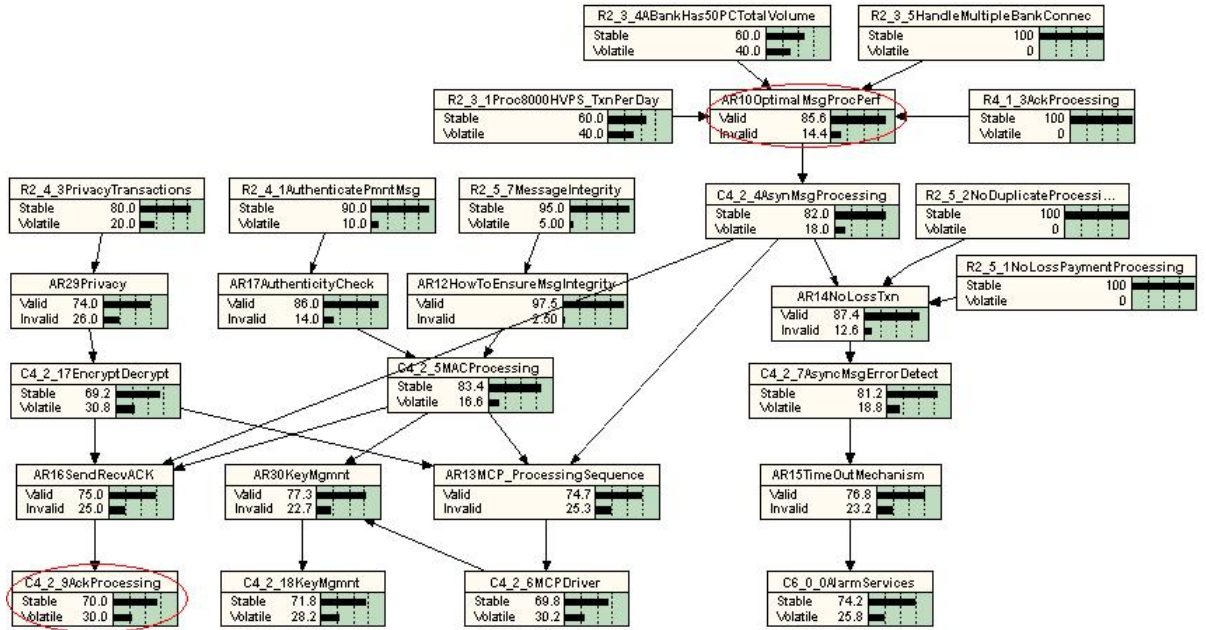 R2_3_4ABankHas50PCTotalVolume
Stable 60.0
Volatile 40.0
R2_3_5HandleMultipleBankConnec
Stable 100
Volatile 0
R2_3_1Proc8000HVPS_TxnPerDay
Stable 60.0
Volatile 40.0
AR10OptimalMsgProcPerf
Valid 85.6
Invalid 14.4
R4_1_3AckProcessing
Stable 100
Volatile 0
R2_4_3PrivacyTransactions
Stable 80.0
Volatile 20.0
R2_4_1AuthenticatePmntMsg
Stable 90.0
Volatile 10.0
R2_5_7MessageIntegrity
Stable 95.0
Volatile 5.00
C4_2_4AsynMsgProcessing
Stable 82.0
Volatile 18.0
R2_5_2NoDuplicateProcessi...
Stable 100
Volatile 0
R2_5_1NoLossPaymentProcessing
Stable 100
Volatile 0
AR29Privacy
Valid 74.0
Invalid 26.0
AR17AuthenticityCheck
Valid 86.0
Invalid 14.0
AR12HowToEnsureMsgIntegrity
Valid 97.5
Invalid 2.50
AR14NoLossTxn
Valid 87.4
Invalid 12.6
C4_2_17EncryptDecrypt
Stable 69.2
Volatile 30.8
C4_2_5MACProcessing
Stable 83.4
Volatile 16.6
C4_2_7AsyncMsgErrorDetect
Stable 81.2
Volatile 18.8
AR16SendRecvACK
Valid 75.0
Invalid 25.0
AR30KeyMgmnt
Valid 77.3
Invalid 22.7
AR13MCP_ProcessingSequence
Valid 74.7
Invalid 25.3
AR15TimeOutMechanism
Valid 76.8
Invalid 23.2
C4_2_9AckProcessing
Stable 70.0
Volatile 30.0
C4_2_18KeyMgmnt
Stable 71.8
Volatile 28.2
C4_2_6MCPDriver
Stable 69.8
Volatile 30.2
C6_0_0AlarmServices
Stable 74.2
Volatile 25.8